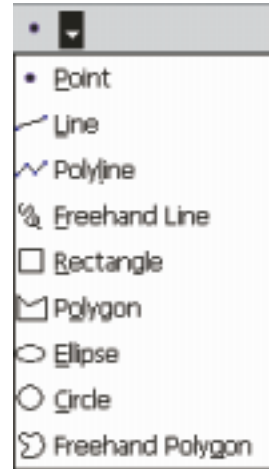 Point
Line
Polyline
Freehand Line
Rectangle
Polygon
Ellipse
Circle
Freehand Polygon